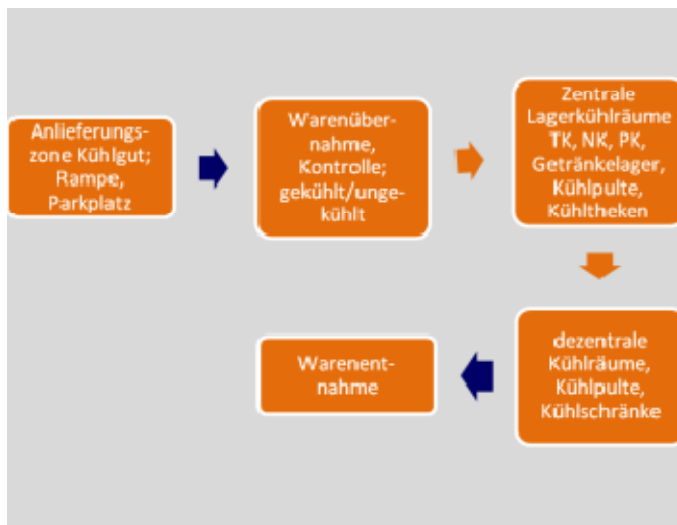 Anlieferungs-
zone Kühlgut;
Rampe,
Parkplatz
Warenüber-
nahme,
Kontrolle;
gekühlt/unge-
kühlt
Zentrale
Lagerkühlräume
TK, NK, PK,
Getränkelager,
Kühlpulte,
Kühltheken
dezentrale
Kühlräume,
Kühlpulte,
Kühlschränke
Warenent-
nahme